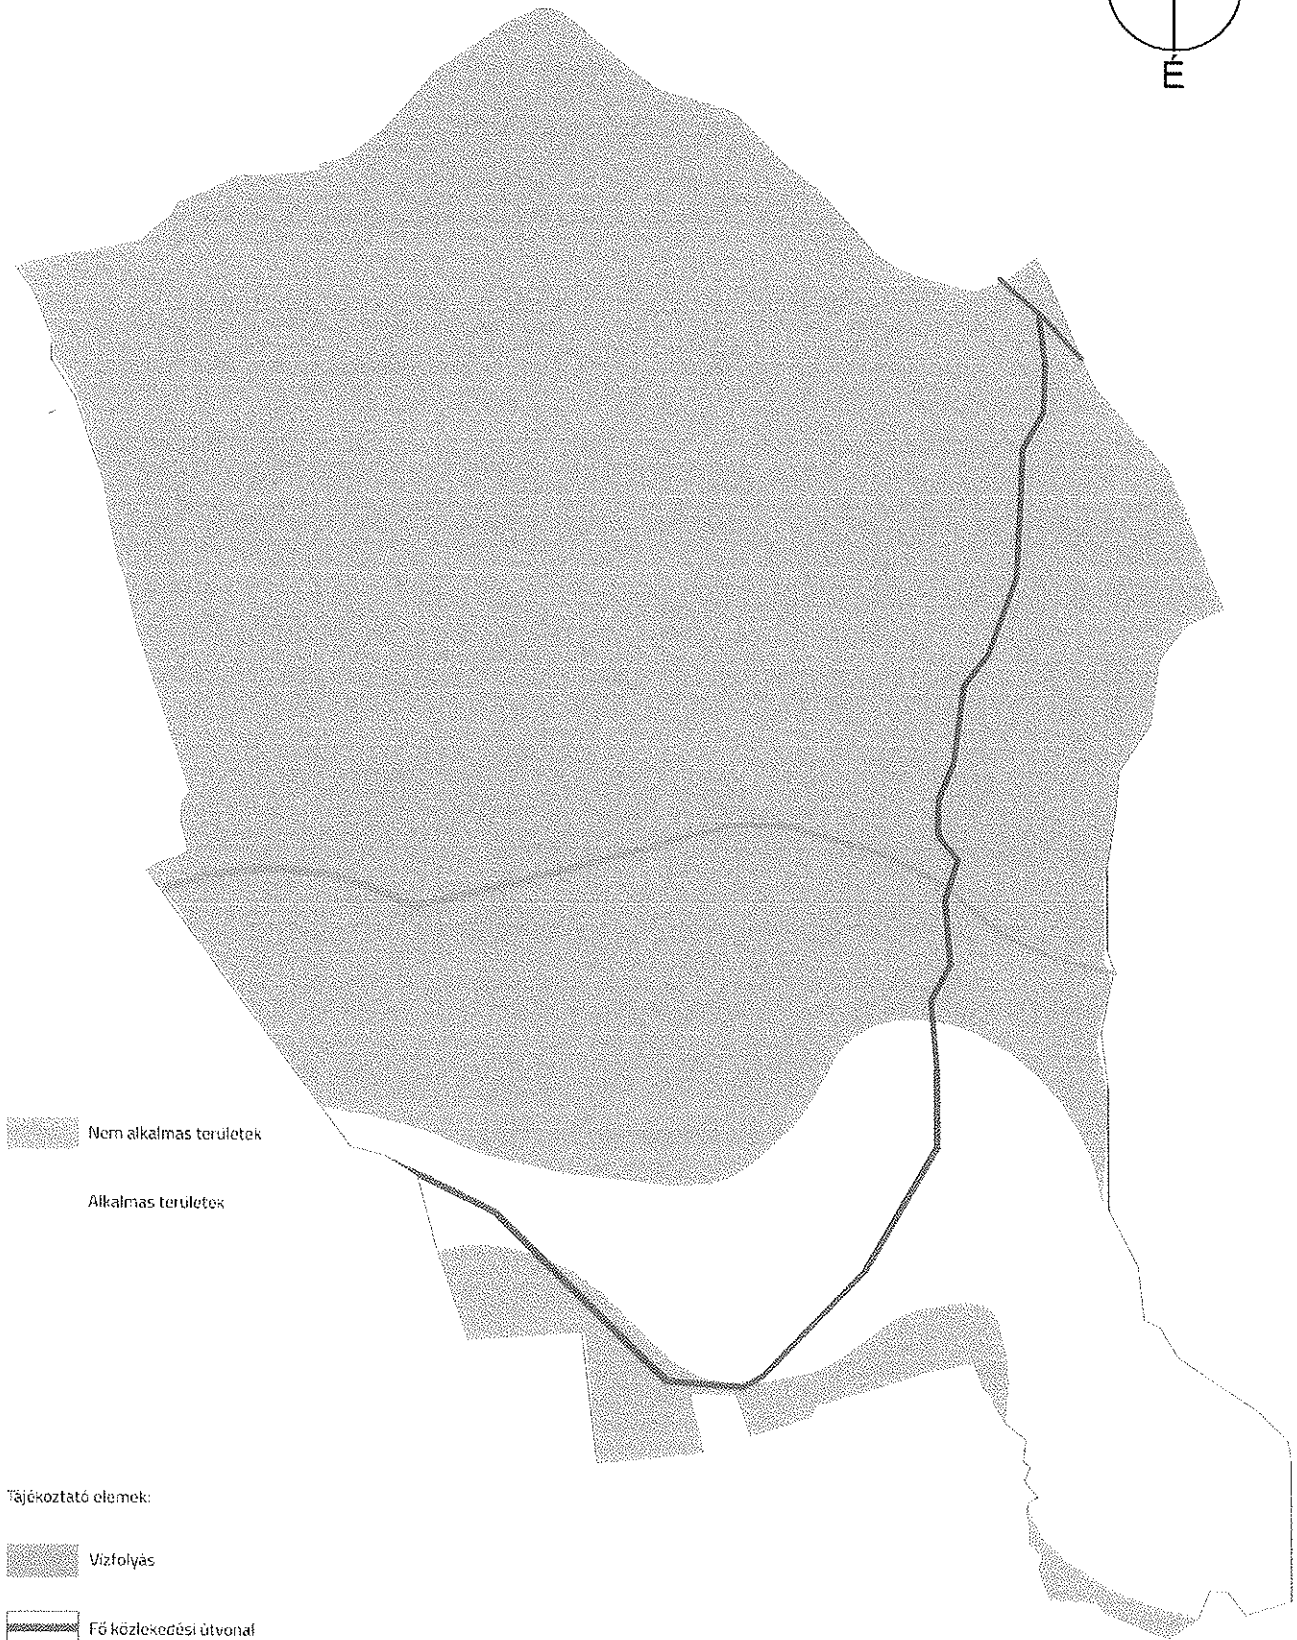 É
Nem alkalmas területek
Alkalmas területek
Tájékoztató elemek:
Vízfolyás
Fő közlekedési útvonal